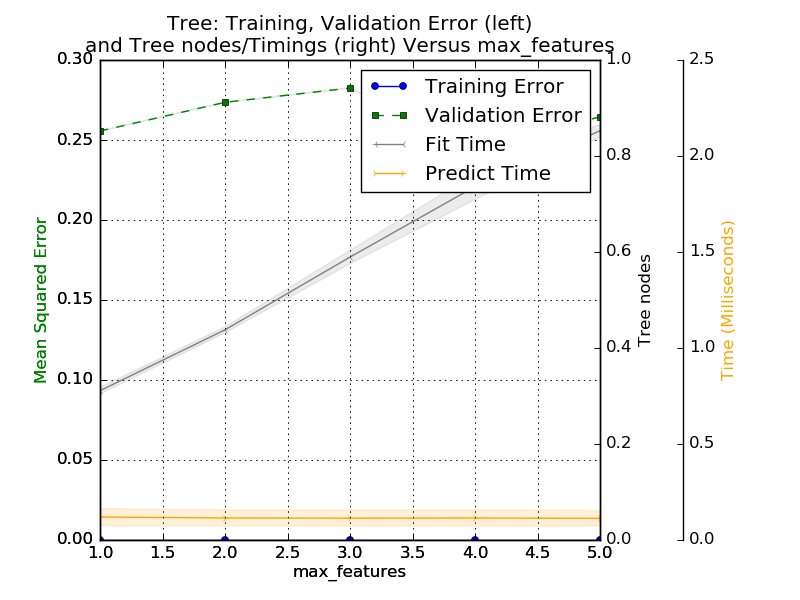 Tree: Training, Validation Error (left)
and Tree nodes/Timings (right) Versus max_features
Training Error
Validation Error
Fit Time
Predict Time
Mean Squared Error
0.30
0.25
0.20
0.15
0.10
0.05
0.00
1.0 1.5 2.0 2.5 3.0 3.5 4.0 4.5 5.0
max_features
1.0
0.8
0.6
0.4
0.2
0.0
Tree nodes
2.5
2.0
1.5
1.0
0.5
0.0
Time (Milliseconds)